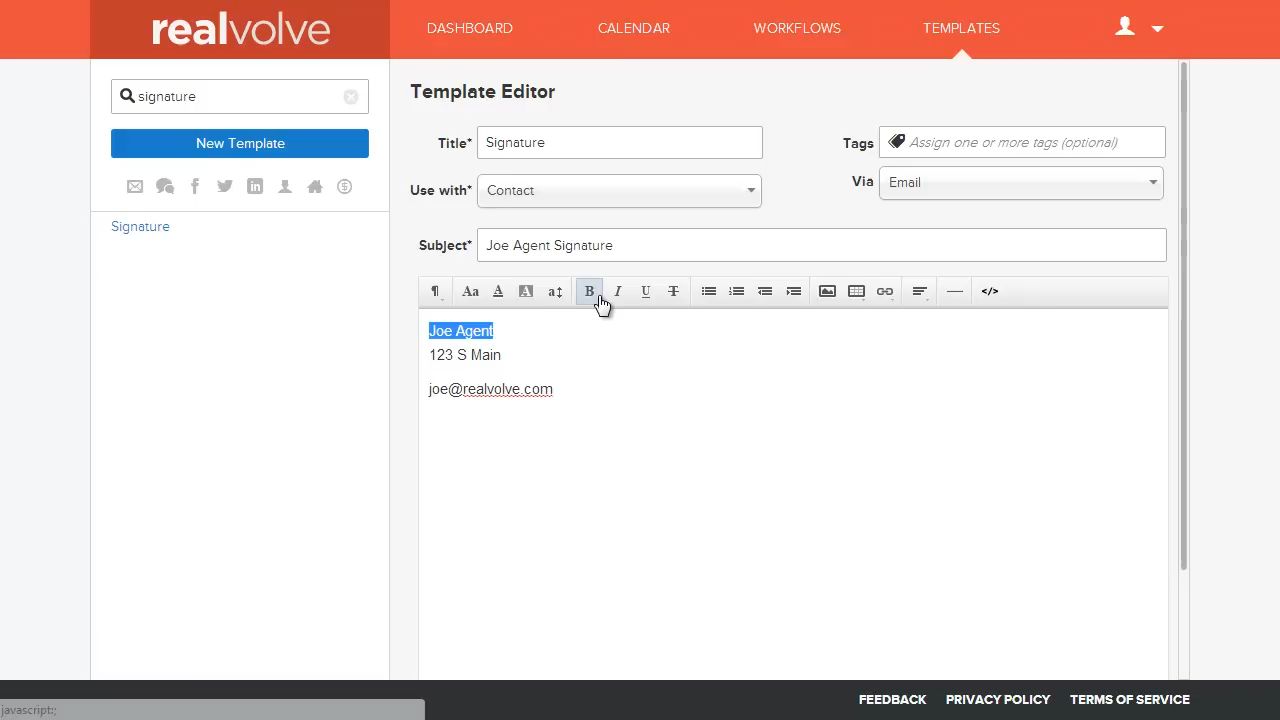 realvolve
DASHBOARD
CALENDAR
WORKFLOWS
TEMPLATES
signature
New Template
Signature
Template Editor
Title* Signature
Tags Assign one or more tags (optional)
Use with* Contact
Via Email
Subject* Joe Agent Signature
¶ Aa A A a↕ B I U T </>
Joe Agent
123 S Main
joe@realvolve.com
FEEDBACK PRIVACY POLICY TERMS OF SERVICE
javascript:;